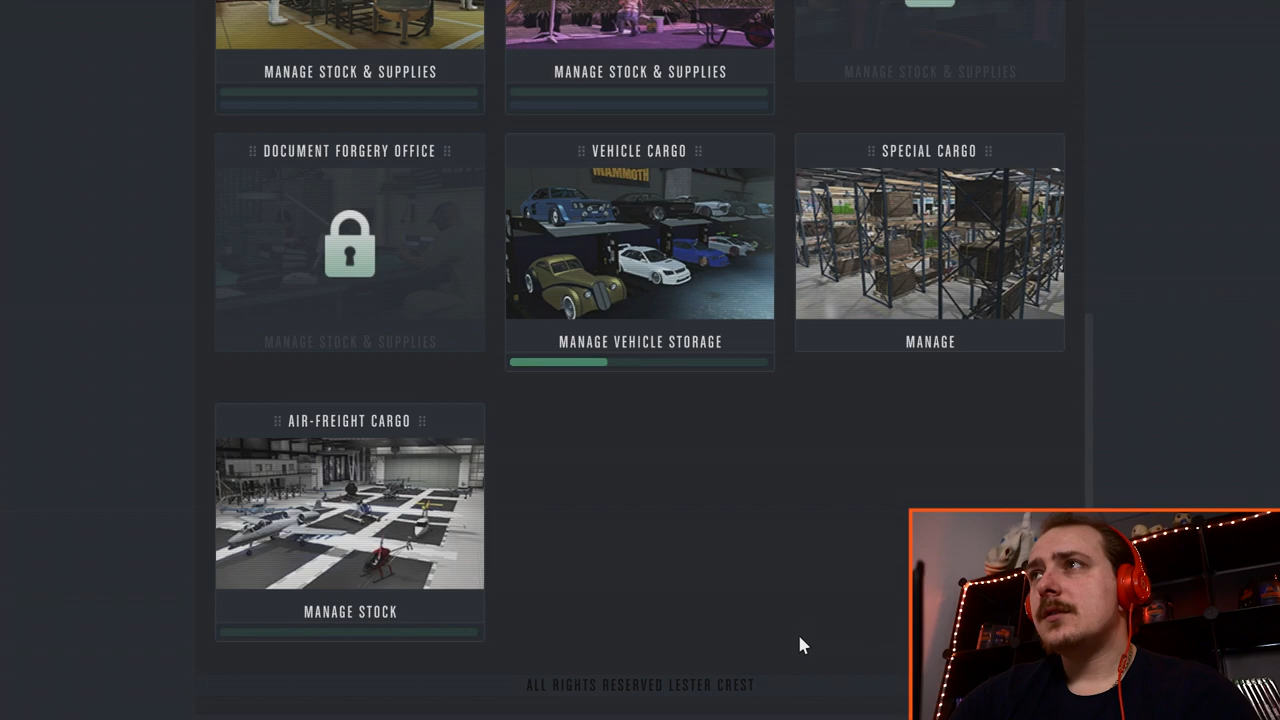 MANAGE STOCK & SUPPLIES
MANAGE STOCK & SUPPLIES
MANAGE STOCK & SUPPLIES
DOCUMENT FORGERY OFFICE
VEHICLE CARGO
SPECIAL CARGO
MAMMOTH
MANAGE STOCK & SUPPLIES
MANAGE VEHICLE STORAGE
MANAGE
AIR-FREIGHT CARGO
MANAGE STOCK
ALL RIGHTS RESERVED LESTER CREST